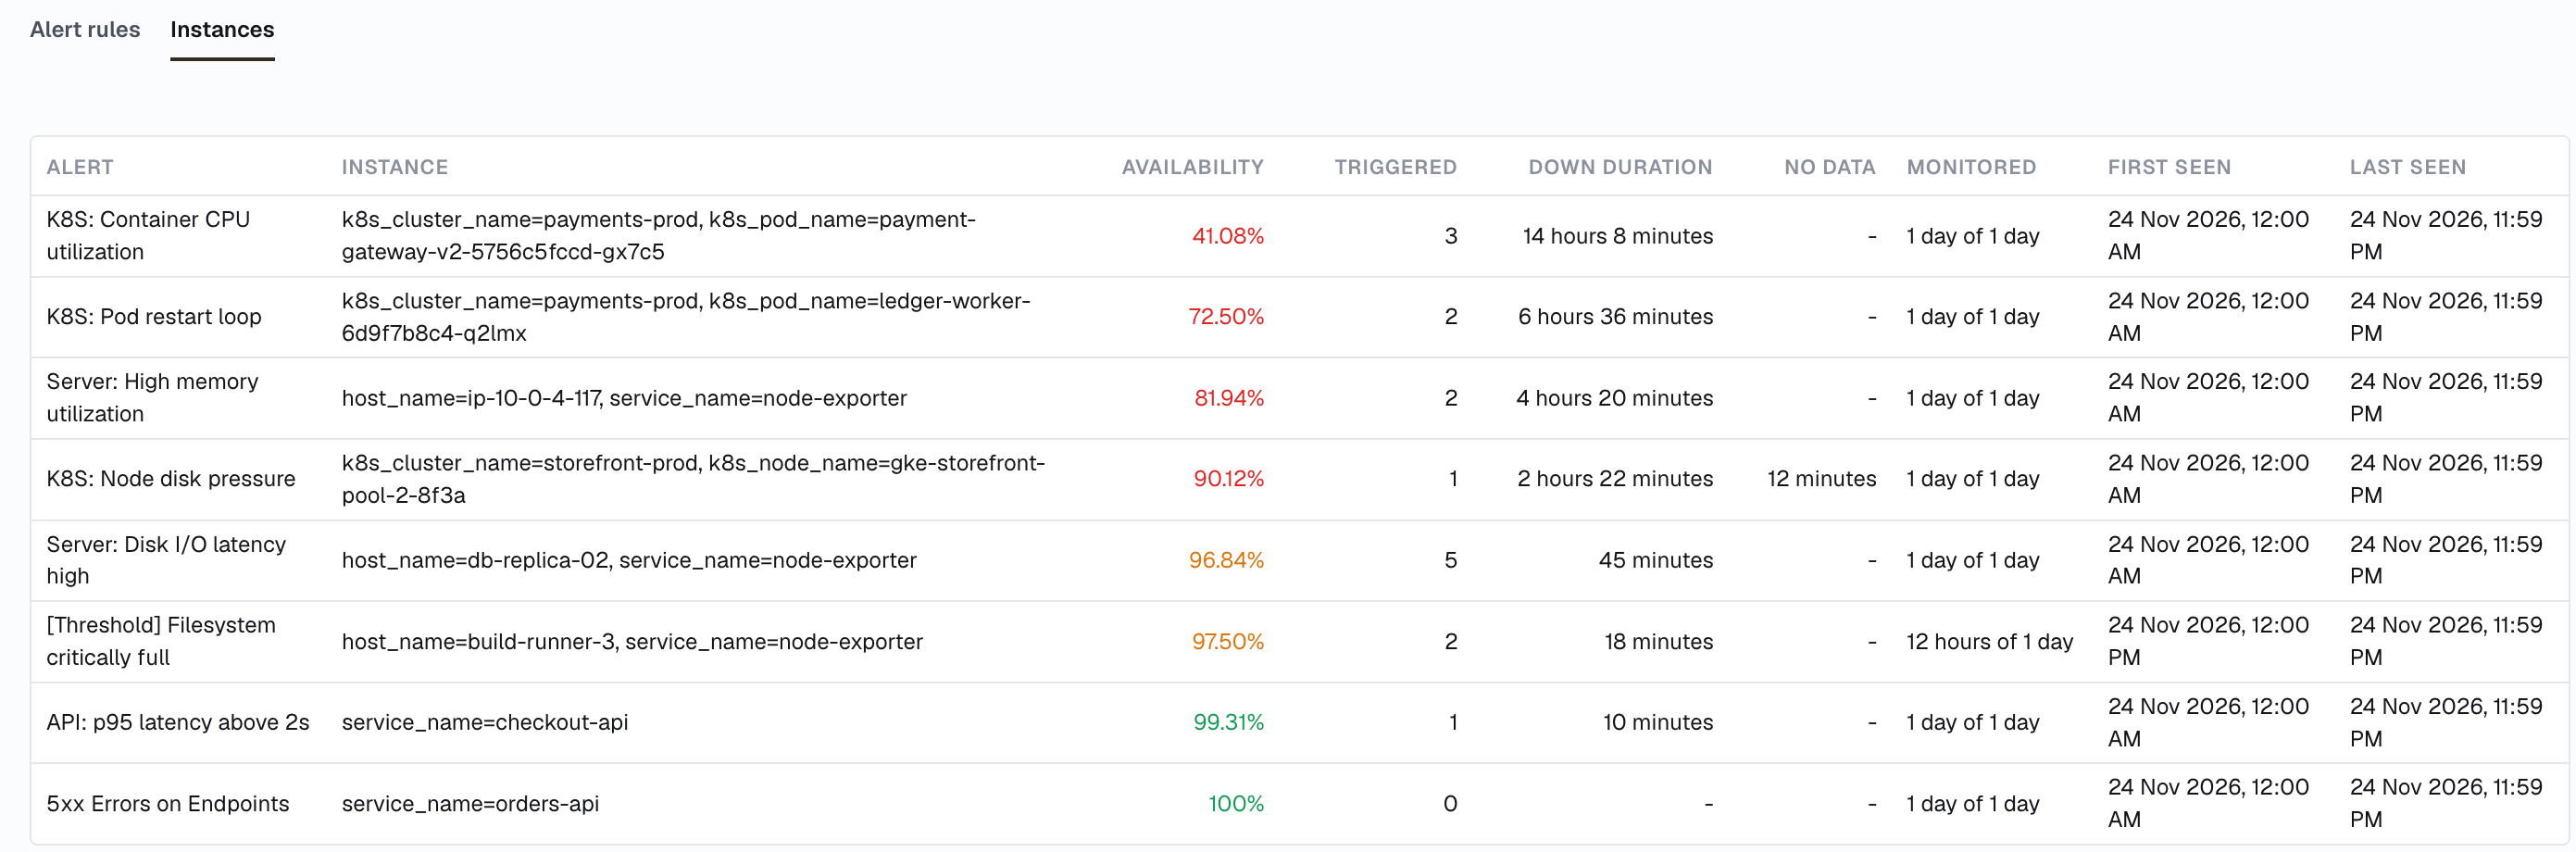 Alert rules Instances
ALERT INSTANCE AVAILABILITY TRIGGERED DOWN DURATION NO DATA MONITORED FIRST SEEN LAST SEEN
K8S: Container CPU utilization k8s_cluster_name=payments-prod, k8s_pod_name=payment-gateway-v2-5756c5fccd-gx7c5 41.08% 3 14 hours 8 minutes - 1 day of 1 day 24 Nov 2026, 12:00 AM 24 Nov 2026, 11:59 PM
K8S: Pod restart loop k8s_cluster_name=payments-prod, k8s_pod_name=ledger-worker-6d9f7b8c4-q2lmx 72.50% 2 6 hours 36 minutes - 1 day of 1 day 24 Nov 2026, 12:00 AM 24 Nov 2026, 11:59 PM
Server: High memory utilization host_name=ip-10-0-4-117, service_name=node-exporter 81.94% 2 4 hours 20 minutes - 1 day of 1 day 24 Nov 2026, 12:00 AM 24 Nov 2026, 11:59 PM
K8S: Node disk pressure k8s_cluster_name=storefront-prod, k8s_node_name=gke-storefront-pool-2-8f3a 90.12% 1 2 hours 22 minutes 12 minutes 1 day of 1 day 24 Nov 2026, 12:00 AM 24 Nov 2026, 11:59 PM
Server: Disk I/O latency high host_name=db-replica-02, service_name=node-exporter 96.84% 5 45 minutes - 1 day of 1 day 24 Nov 2026, 12:00 AM 24 Nov 2026, 11:59 PM
[Threshold] Filesystem critically full host_name=build-runner-3, service_name=node-exporter 97.50% 2 18 minutes - 12 hours of 1 day 24 Nov 2026, 12:00 PM 24 Nov 2026, 11:59 PM
API: p95 latency above 2s service_name=checkout-api 99.31% 1 10 minutes - 1 day of 1 day 24 Nov 2026, 12:00 AM 24 Nov 2026, 11:59 PM
5xx Errors on Endpoints service_name=orders-api 100% 0 - - 1 day of 1 day 24 Nov 2026, 12:00 AM 24 Nov 2026, 11:59 PM